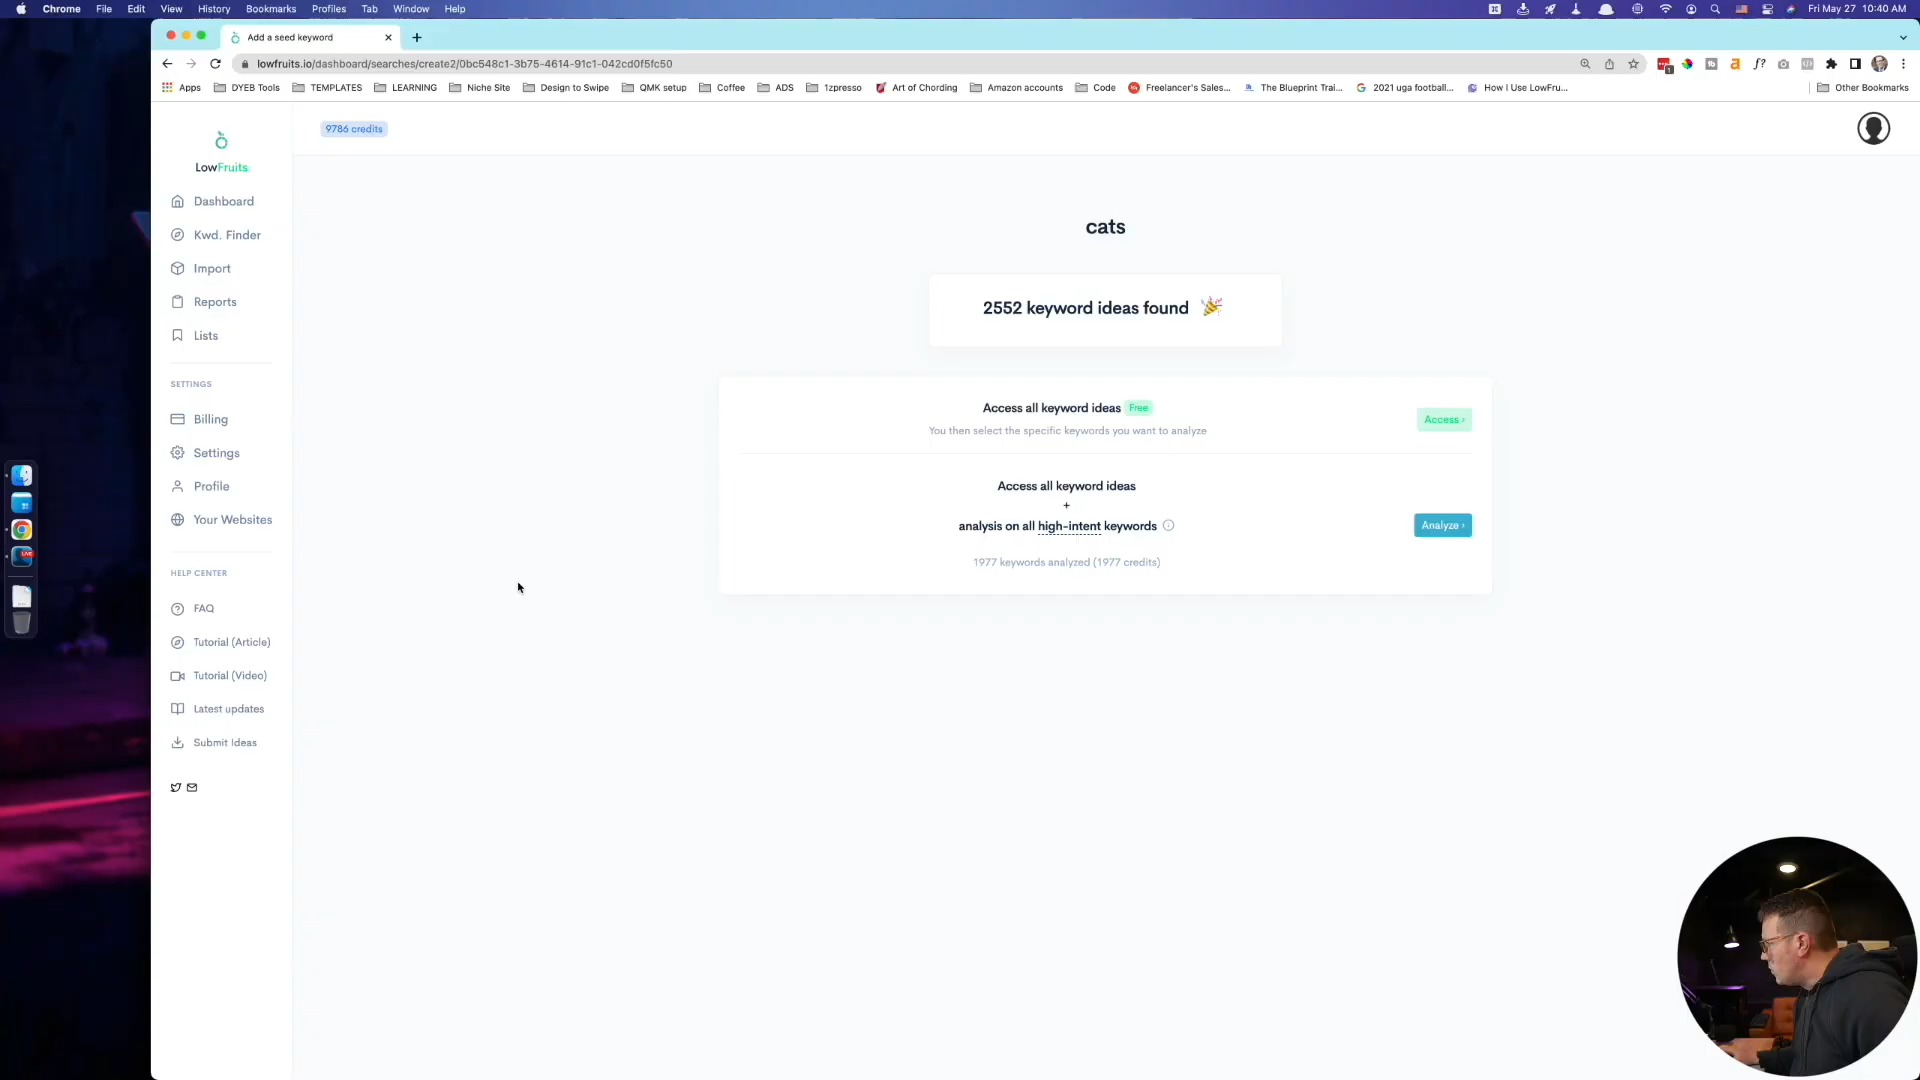 Chrome File Edit View History Bookmarks Profiles Tab Window Help
Fri May 27 10:40 AM
Add a seed keyword
lowfruits.io/dashboard/searches/create2/0bc548c1-3b75-4614-91c1-042cd0f5fc50
Apps DYEB Tools TEMPLATES LEARNING Niche Site Design to Swipe QMK setup Coffee ADS 1zpresso Art of Chording Amazon accounts Code Freelancer's Sales... The Blueprint Trai... 2021 uga football... How I Use LowFru... Other Bookmarks
9786 credits
LowFruits
Dashboard
Kwd. Finder
Import
Reports
Lists
SETTINGS
Billing
Settings
Profile
Your Websites
HELP CENTER
FAQ
Tutorial (Article)
Tutorial (Video)
Latest updates
Submit Ideas
cats
2552 keyword ideas found
Access all keyword ideas Free
You then select the specific keywords you want to analyze
Access ›
Access all keyword ideas
+
analysis on all high-intent keywords
Analyze ›
1977 keywords analyzed (1977 credits)
LIVE